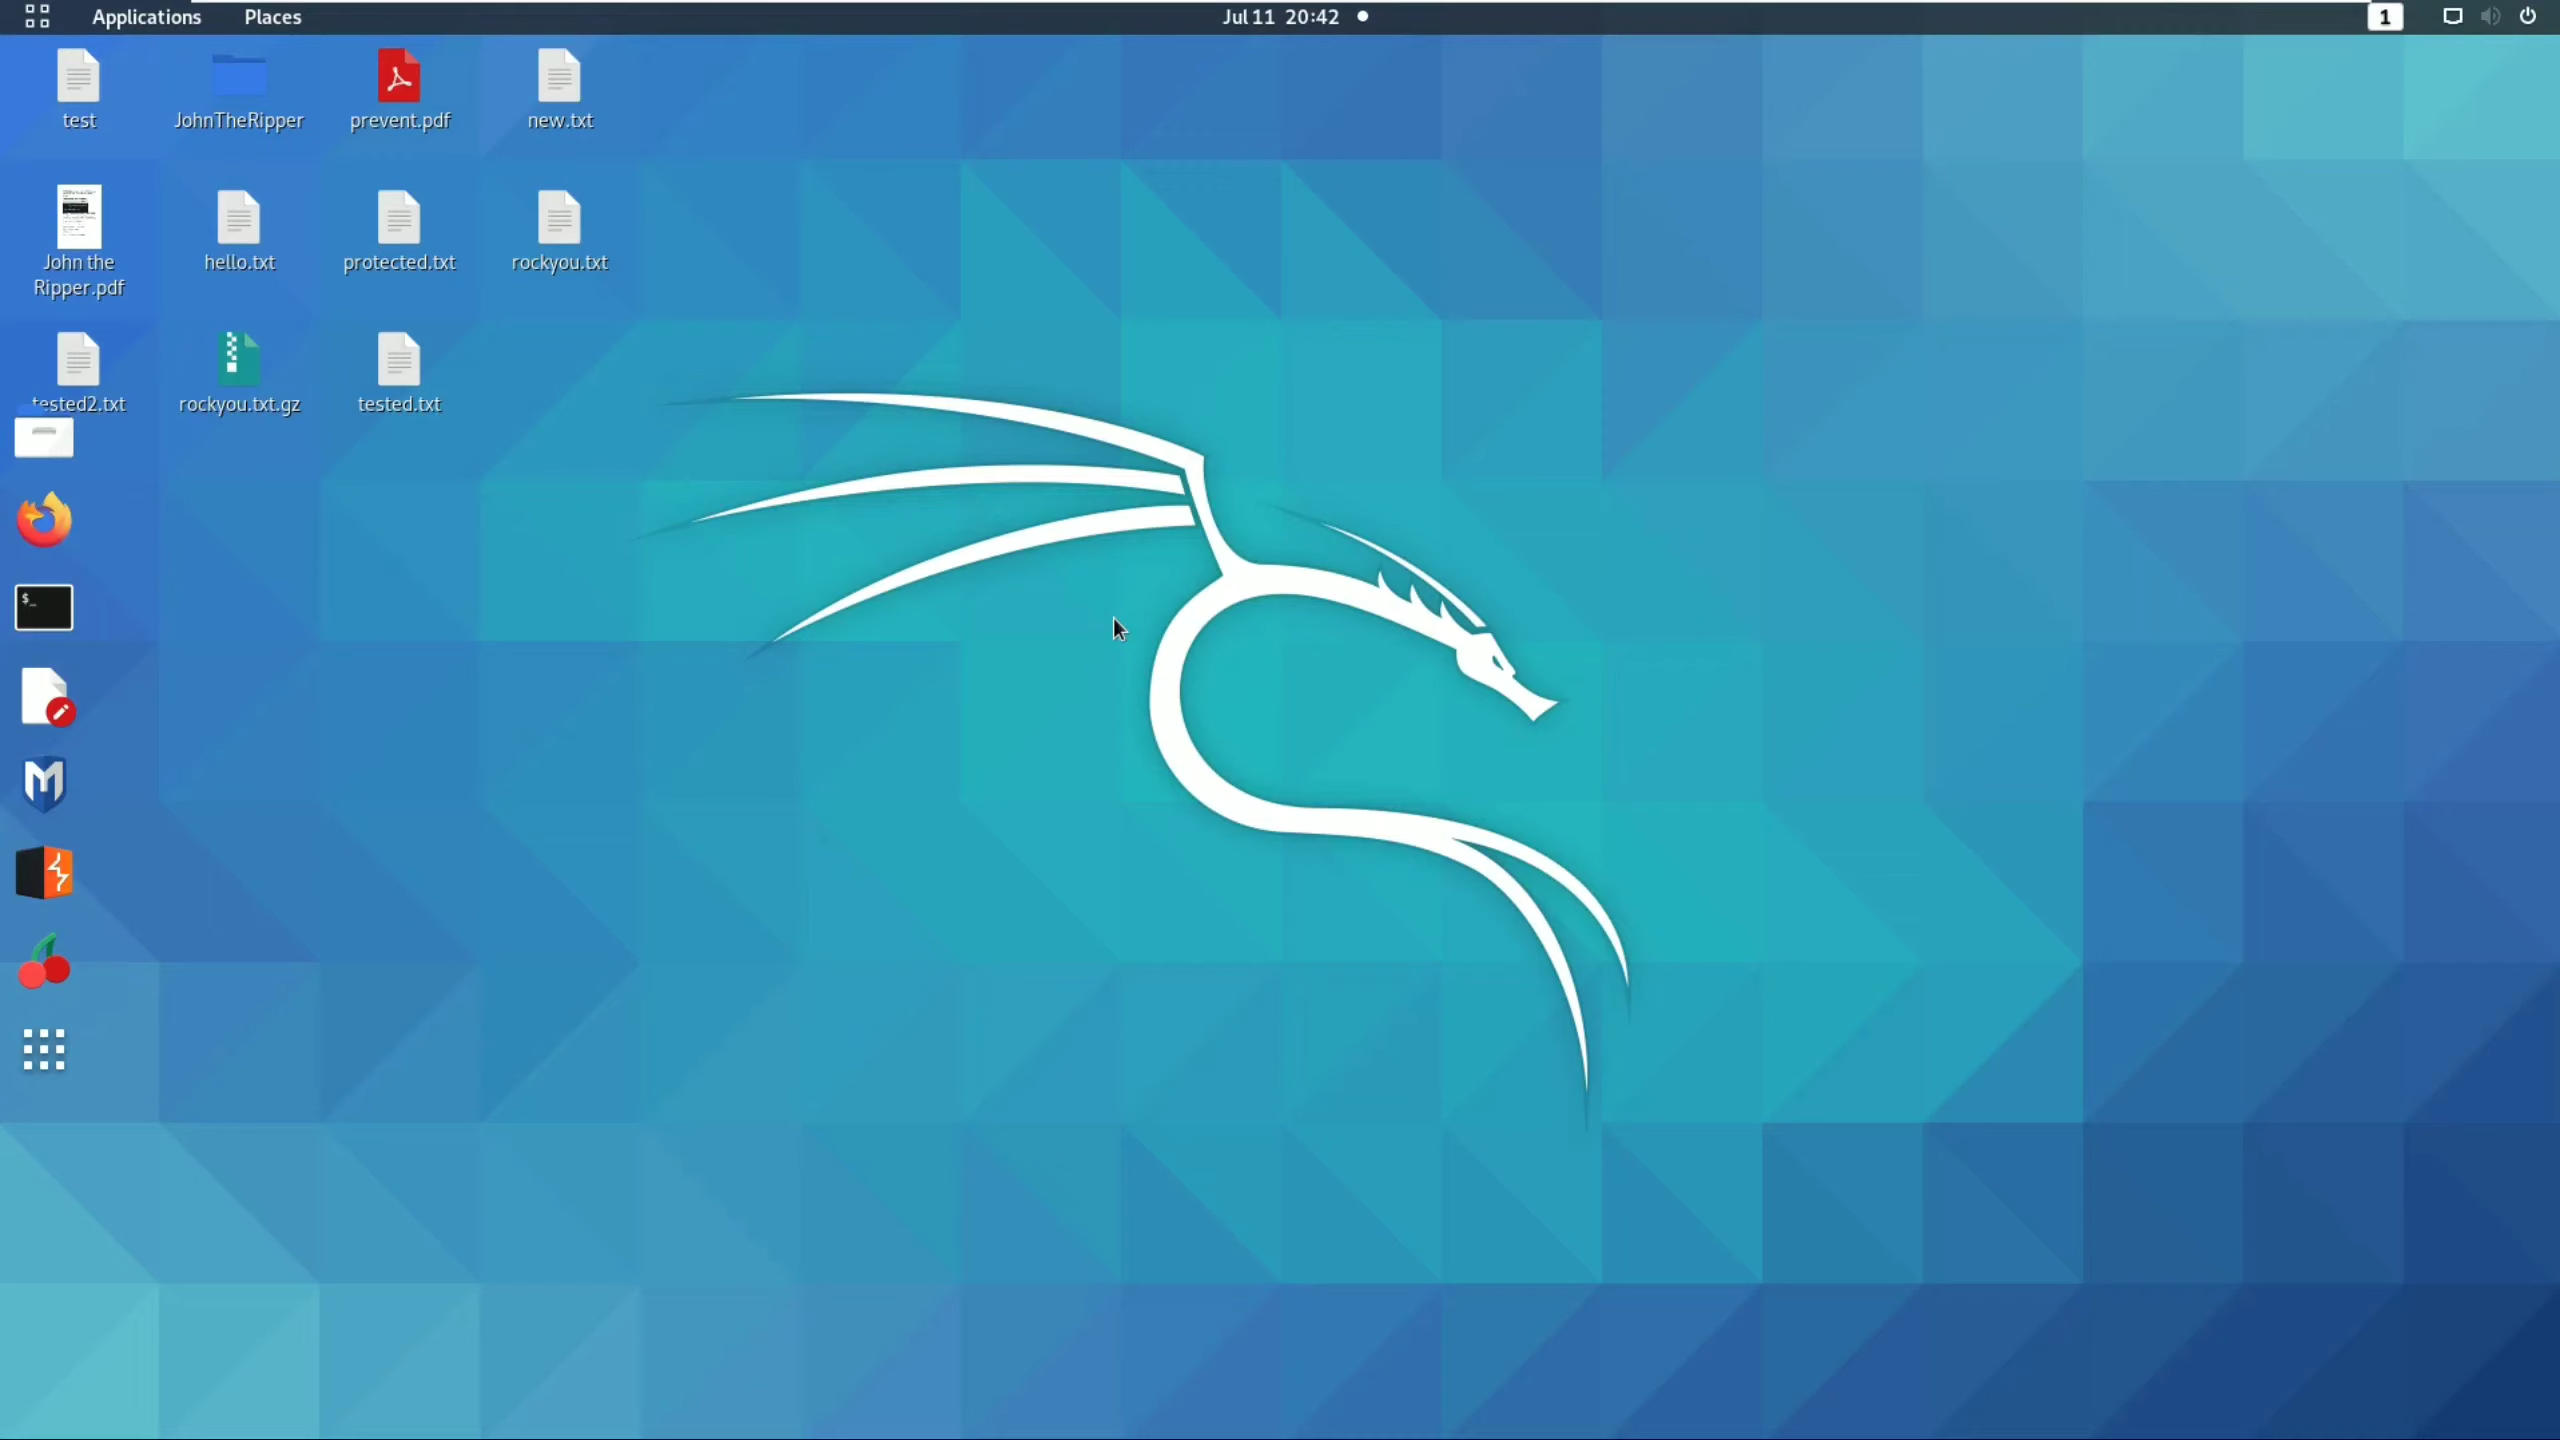 Applications Places Jul 11 20:42 1
test JohnTheRipper prevent.pdf new.txt
John the
Ripper.pdf
hello.txt protected.txt rockyou.txt
tested2.txt rockyou.txt.gz tested.txt
$_